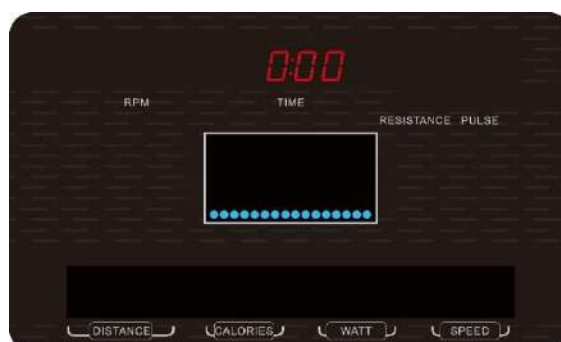 0:00
RPM TIME
RESISTANCE PULSE
DISTANCE CALORIES WATT SPEED